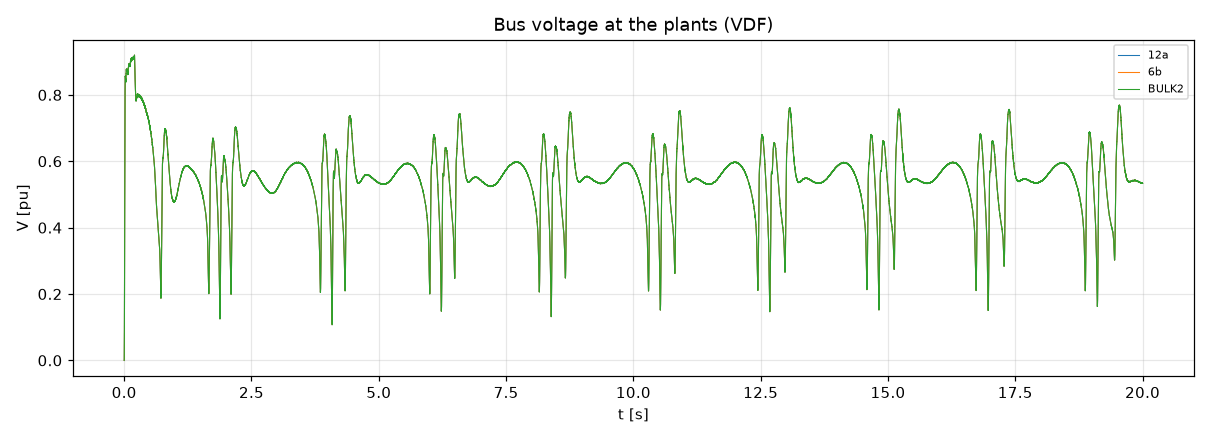 Bus voltage at the plants (VDF)
12a
6b
BULK2
V [pu]
0.8
0.6
0.4
0.2
0.0
0.0 2.5 5.0 7.5 10.0 12.5 15.0 17.5 20.0
t [s]